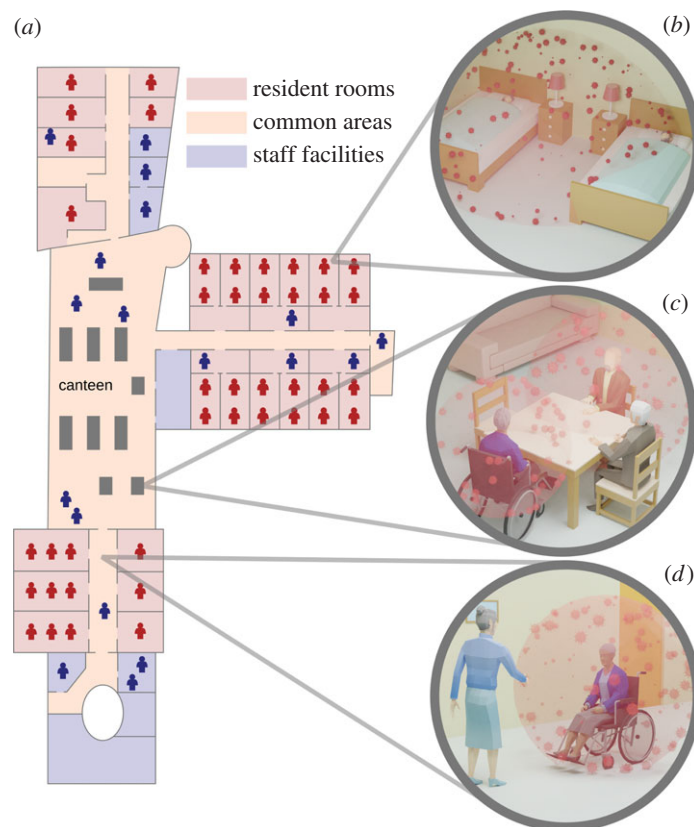 (a)
resident rooms
common areas
staff facilities
canteen
(b)
(c)
(d)